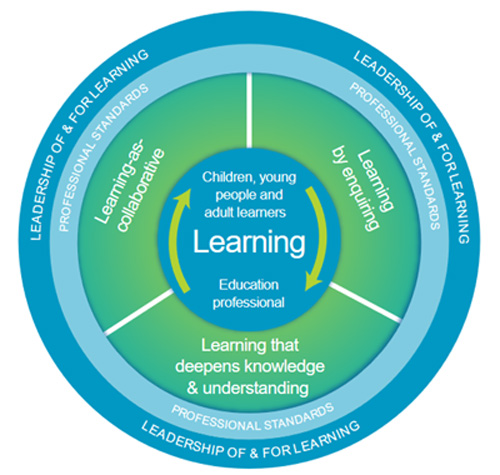 LEADERSHIP OF & FOR LEARNING
LEADERSHIP OF & FOR LEARNING
PROFESSIONAL STANDARDS
PROFESSIONAL STANDARDS
Learning-as-
collaborative
Learning
by enquiring
Children, young
people and
adult learners
Learning
Education
professional
Learning that
deepens knowledge
& understanding
PROFESSIONAL STANDARDS
LEADERSHIP OF & FOR LEARNING